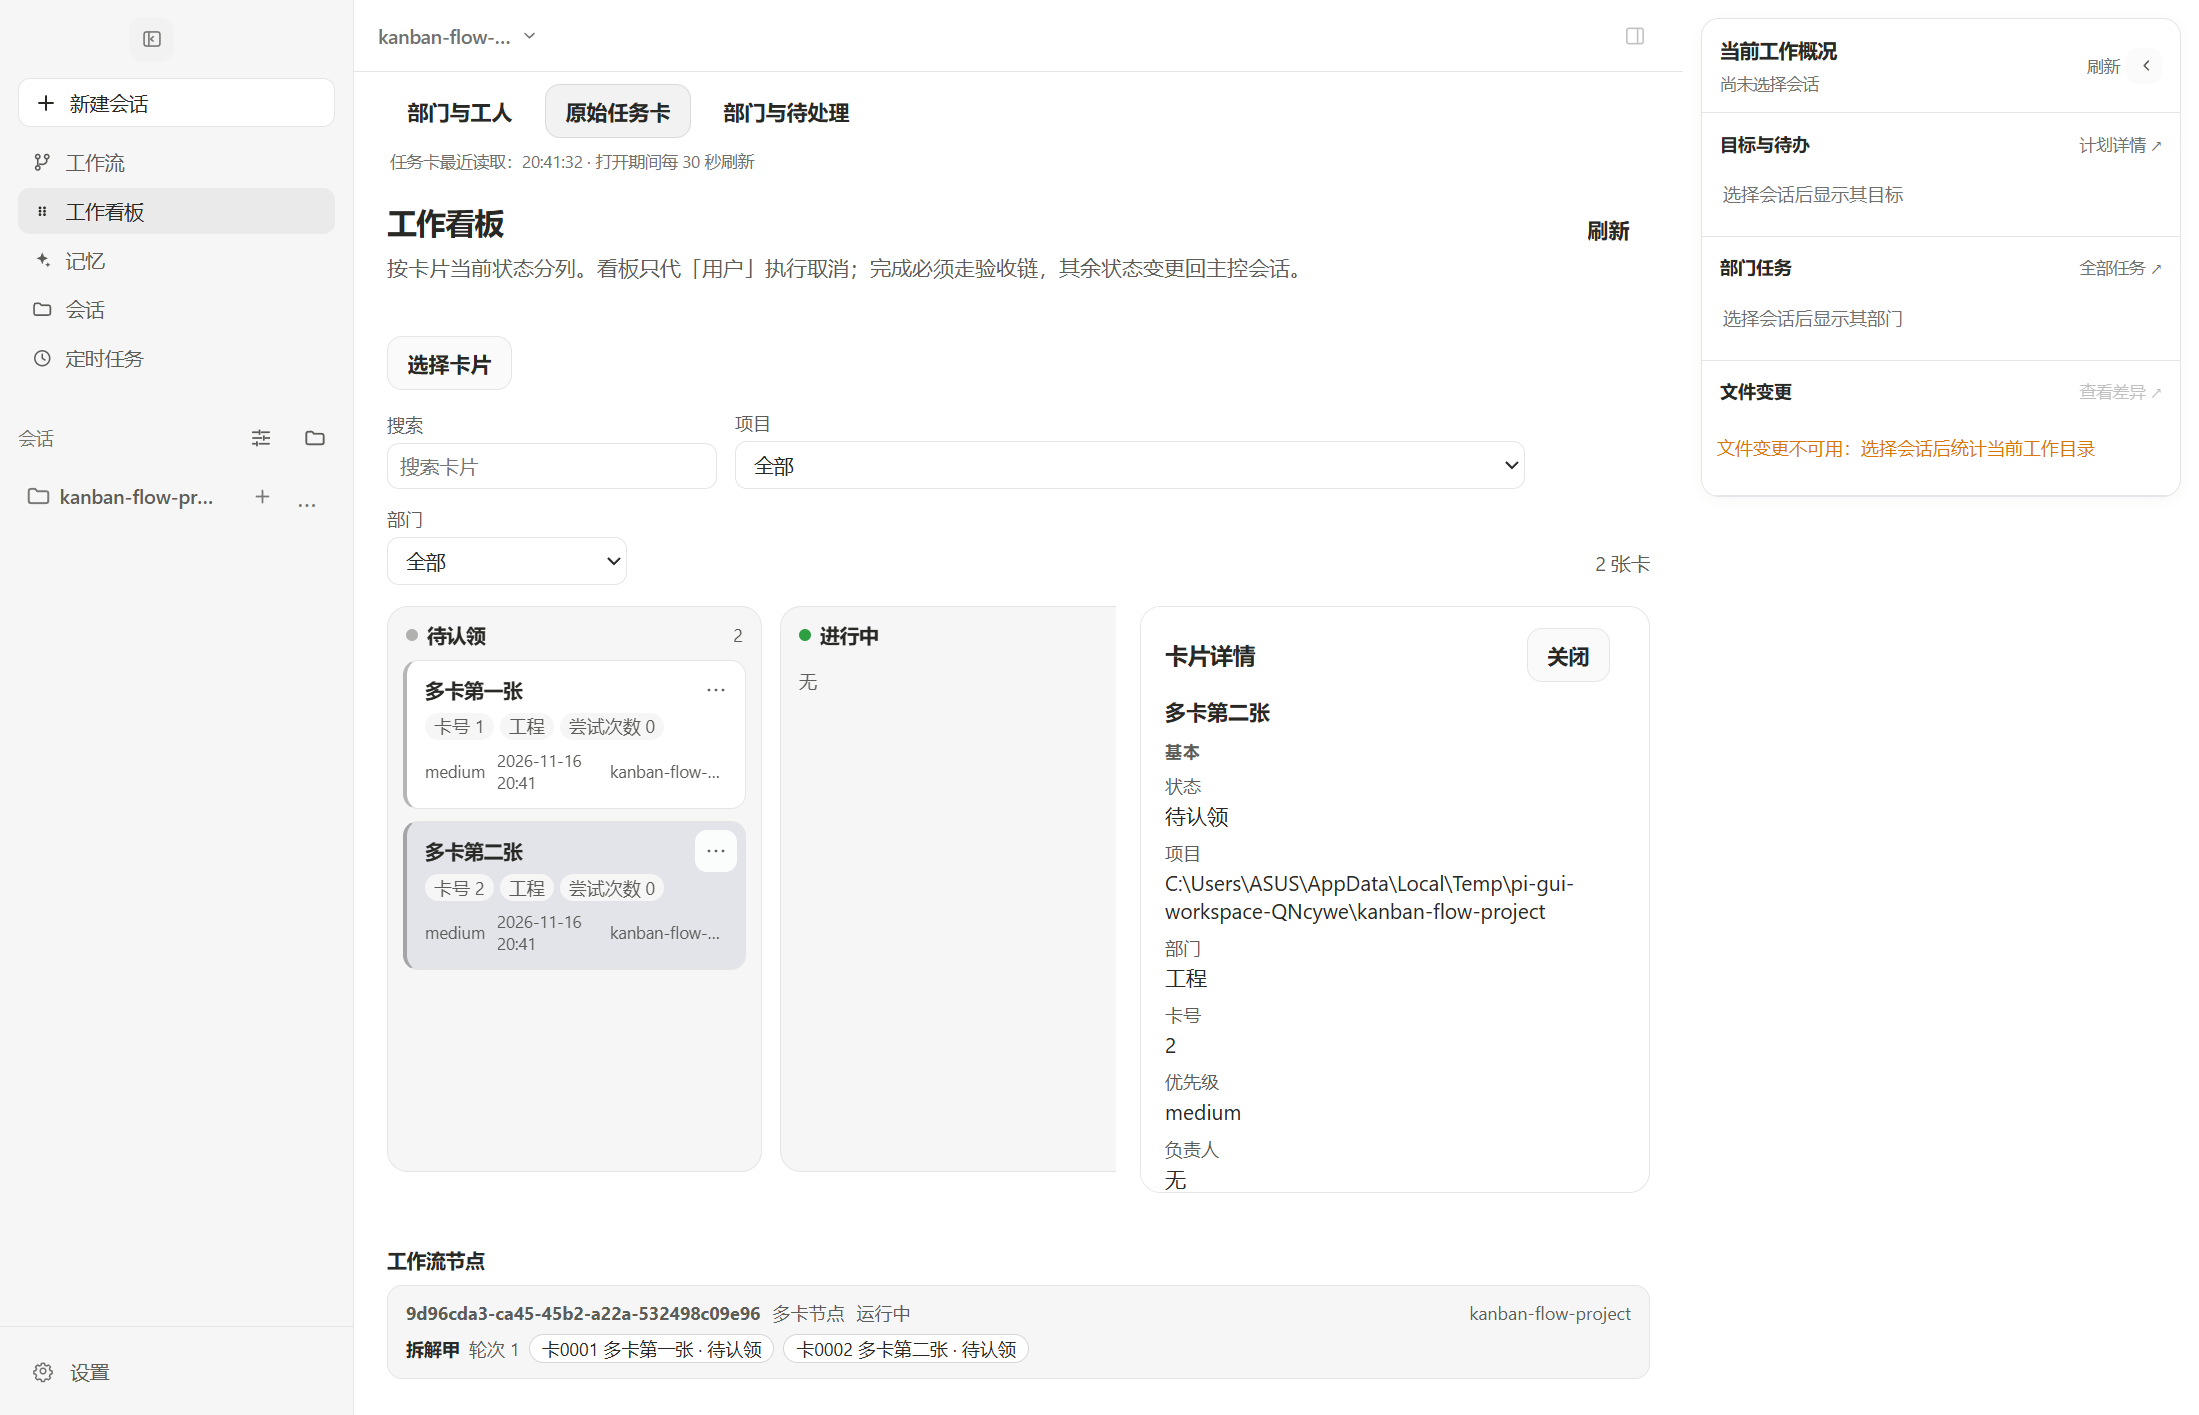 新建会话
工作流
工作看板
记忆
会话
定时任务
会话
kanban-flow-pr...
设置
kanban-flow-...
部门与工人
原始任务卡
部门与待处理
任务卡最近读取：20:41:32 · 打开期间每 30 秒刷新
工作看板
刷新
按卡片当前状态分列。看板只代「用户」执行取消；完成必须走验收链，其余状态变更回主控会话。
选择卡片
搜索
项目
搜索卡片
全部
部门
全部
2 张卡
待认领
2
多卡第一张
卡号 1
工程
尝试次数 0
medium
2026-11-16
20:41
kanban-flow-...
多卡第二张
卡号 2
工程
尝试次数 0
medium
2026-11-16
20:41
kanban-flow-...
进行中
无
卡片详情
关闭
多卡第二张
基本
状态
待认领
项目
C:\Users\ASUS\AppData\Local\Temp\pi-gui-
workspace-QNcywe\kanban-flow-project
部门
工程
卡号
2
优先级
medium
负责人
无
工作流节点
9d96cda3-ca45-45b2-a22a-532498c09e96 多卡节点 运行中
kanban-flow-project
拆解甲 轮次 1 卡0001 多卡第一张 · 待认领 卡0002 多卡第二张 · 待认领
当前工作概况
刷新
尚未选择会话
目标与待办
计划详情 ↗
选择会话后显示其目标
部门任务
全部任务 ↗
选择会话后显示其部门
文件变更
查看差异 ↗
文件变更不可用：选择会话后统计当前工作目录